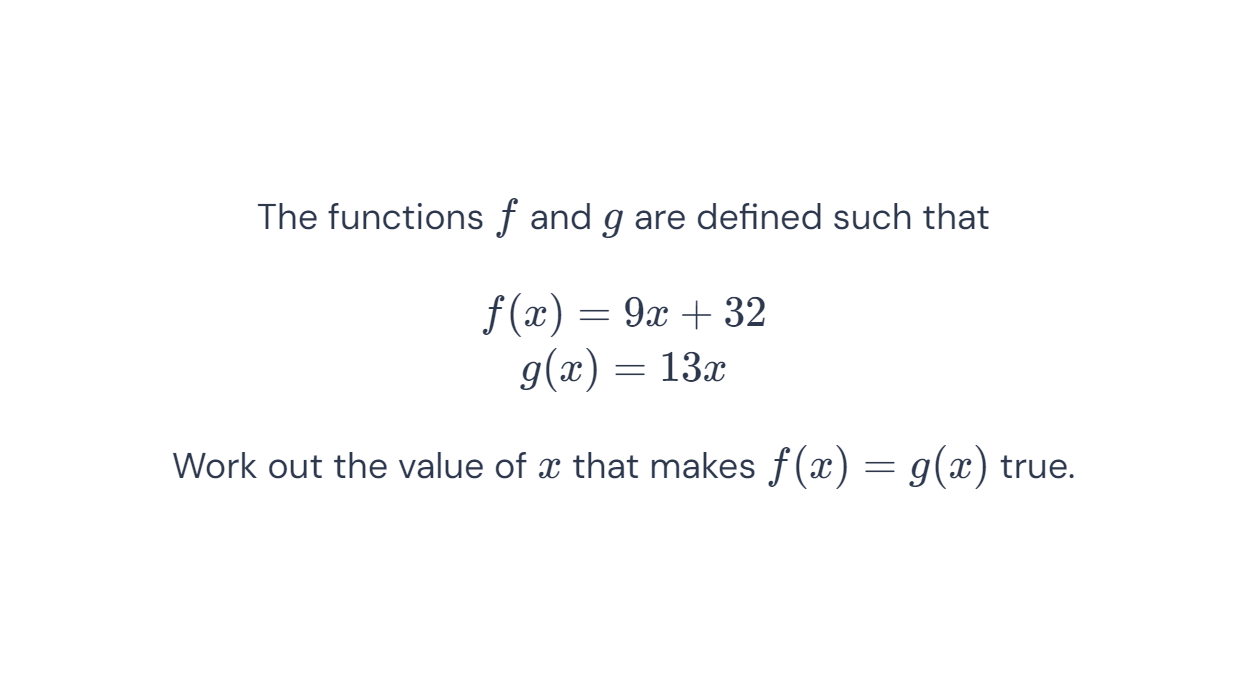 The functions f and g are defined such that
f(x) = 9x + 32
g(x) = 13x
Work out the value of x that makes f(x) = g(x) true.